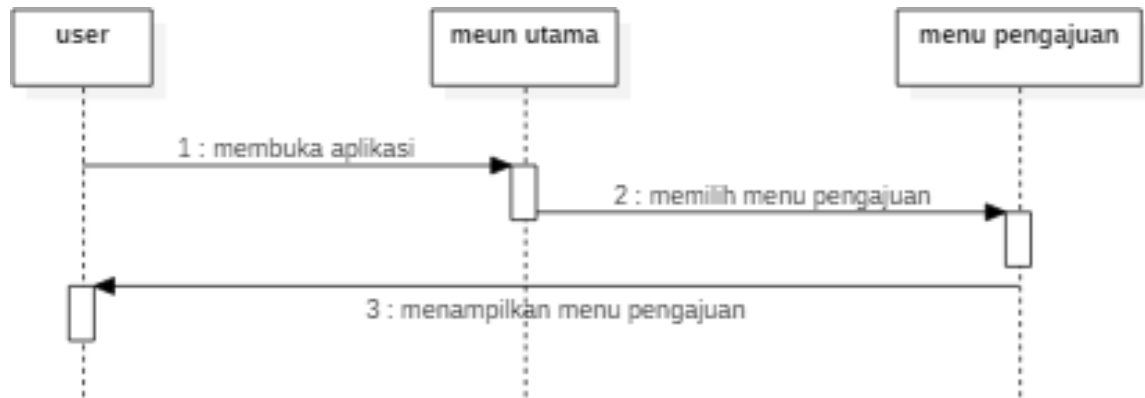 user
meun utama
menu pengajuan
1 : membuka aplikasi
2 : memilih menu pengajuan
3 : menampilkan menu pengajuan